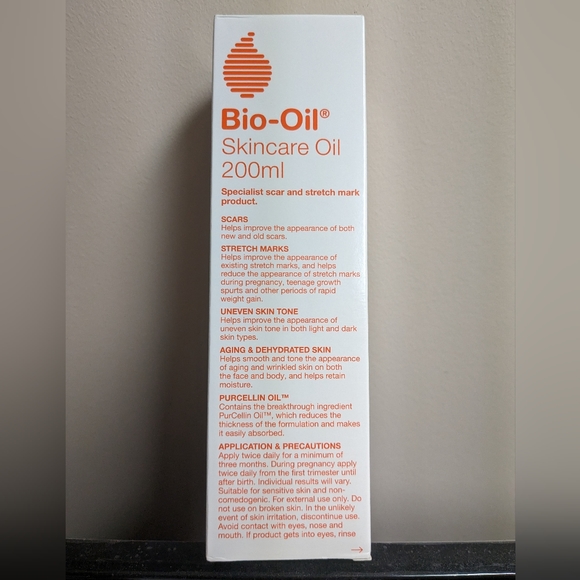 Bio-Oil®
Skincare Oil
200ml
Specialist scar and stretch mark
product.
SCARS
Helps improve the appearance of both
new and old scars.
STRETCH MARKS
Helps improve the appearance of
existing stretch marks, and helps
reduce the appearance of stretch marks
during pregnancy, teenage growth
spurts and other periods of rapid
weight gain.
UNEVEN SKIN TONE
Helps improve the appearance of
uneven skin tone in both light and dark
skin types.
AGING & DEHYDRATED SKIN
Helps smooth and tone the appearance
of aging and wrinkled skin on both
the face and body, and helps retain
moisture.
PURCELLIN OIL™
Contains the breakthrough ingredient
PurCellin Oil™, which reduces the
thickness of the formulation and makes
it easily absorbed.
APPLICATION & PRECAUTIONS
Apply twice daily for a minimum of
three months. During pregnancy apply
twice daily from the first trimester until
after birth. Individual results will vary.
Suitable for sensitive skin and non-
comedogenic. For external use only. Do
not use on broken skin. In the unlikely
event of skin irritation, discontinue use.
Avoid contact with eyes, nose and
mouth. If product gets into eyes, rinse